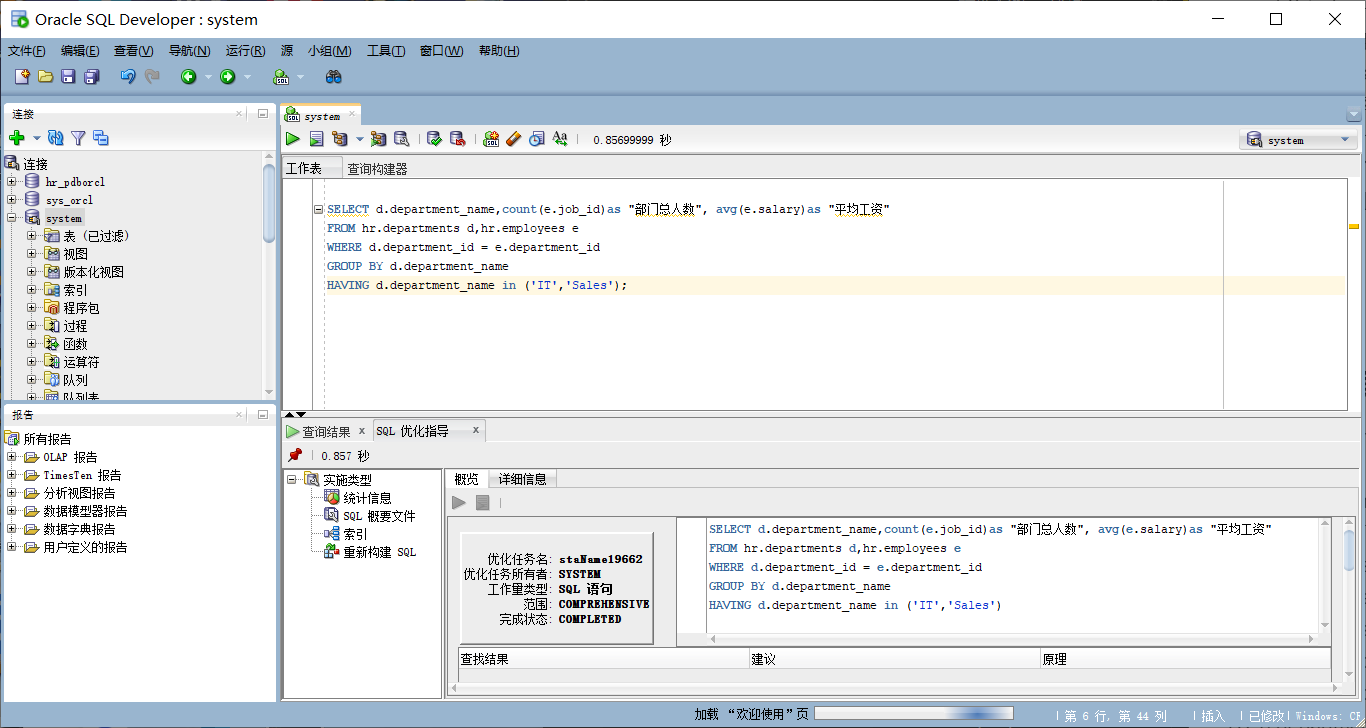 Oracle SQL Developer : system
文件(F) 编辑(E) 查看(V) 导航(N) 运行(R) 源 小组(M) 工具(T) 窗口(W) 帮助(H)
连接
连接
hr_pdborcl
sys_orcl
system
表 (已过滤)
视图
版本化视图
索引
程序包
过程
函数
运算符
队列
队列表
报告
所有报告
OLAP 报告
TimesTen 报告
分析视图报告
数据模型器报告
数据字典报告
用户定义的报告
system
0.85699999 秒
system
工作表 查询构建器
SELECT d.department_name,count(e.job_id)as "部门总人数", avg(e.salary)as "平均工资"
FROM hr.departments d,hr.employees e
WHERE d.department_id = e.department_id
GROUP BY d.department_name
HAVING d.department_name in ('IT','Sales');
查询结果 x SQL 优化指导 x
0.857 秒
实施类型
统计信息
SQL 概要文件
索引
重新构建 SQL
概览 详细信息
优化任务名: staName19662
优化任务所有者: SYSTEM
工作量类型: SQL 语句
范围: COMPREHENSIVE
完成状态: COMPLETED
SELECT d.department_name,count(e.job_id)as "部门总人数", avg(e.salary)as "平均工资"
FROM hr.departments d,hr.employees e
WHERE d.department_id = e.department_id
GROUP BY d.department_name
HAVING d.department_name in ('IT','Sales')
查找结果 建议 原理
加载 “欢迎使用” 页
第 6 行, 第 44 列 | 插入 | 已修改 | Windows: